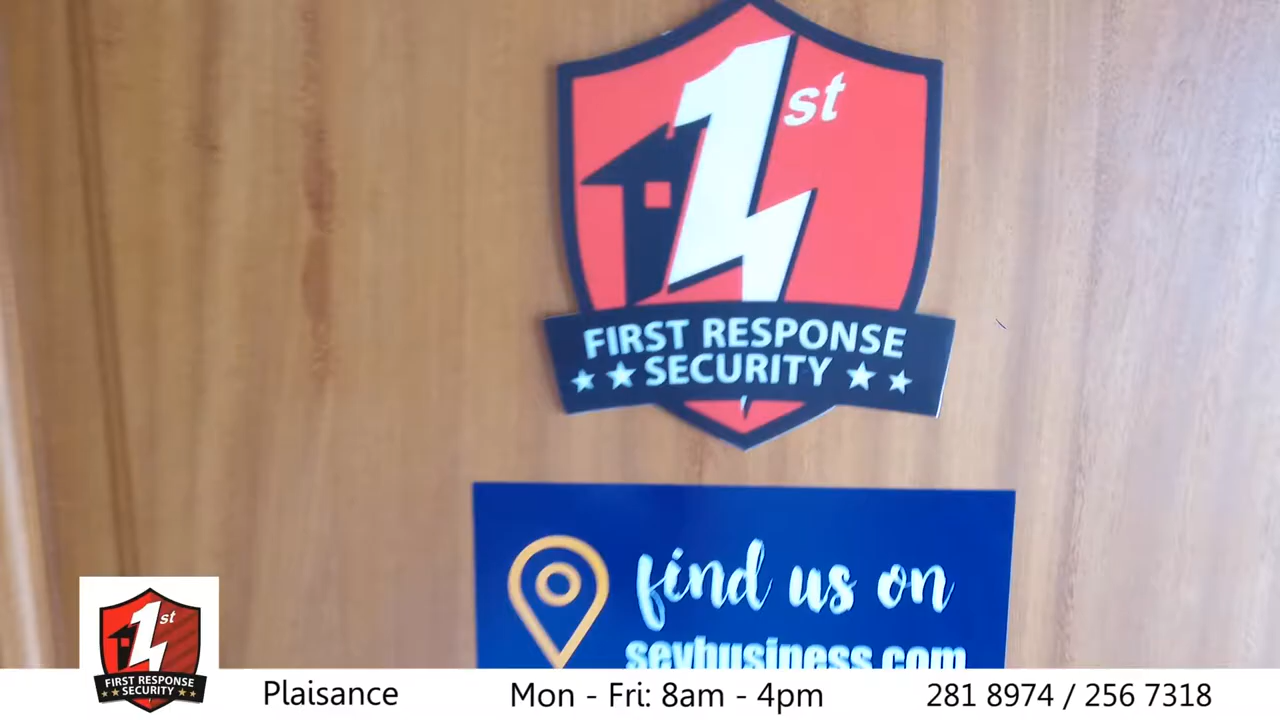 1st
FIRST RESPONSE
SECURITY
find us on
seybusiness.com
1st
FIRST RESPONSE
SECURITY
Plaisance
Mon - Fri: 8am - 4pm
281 8974 / 256 7318